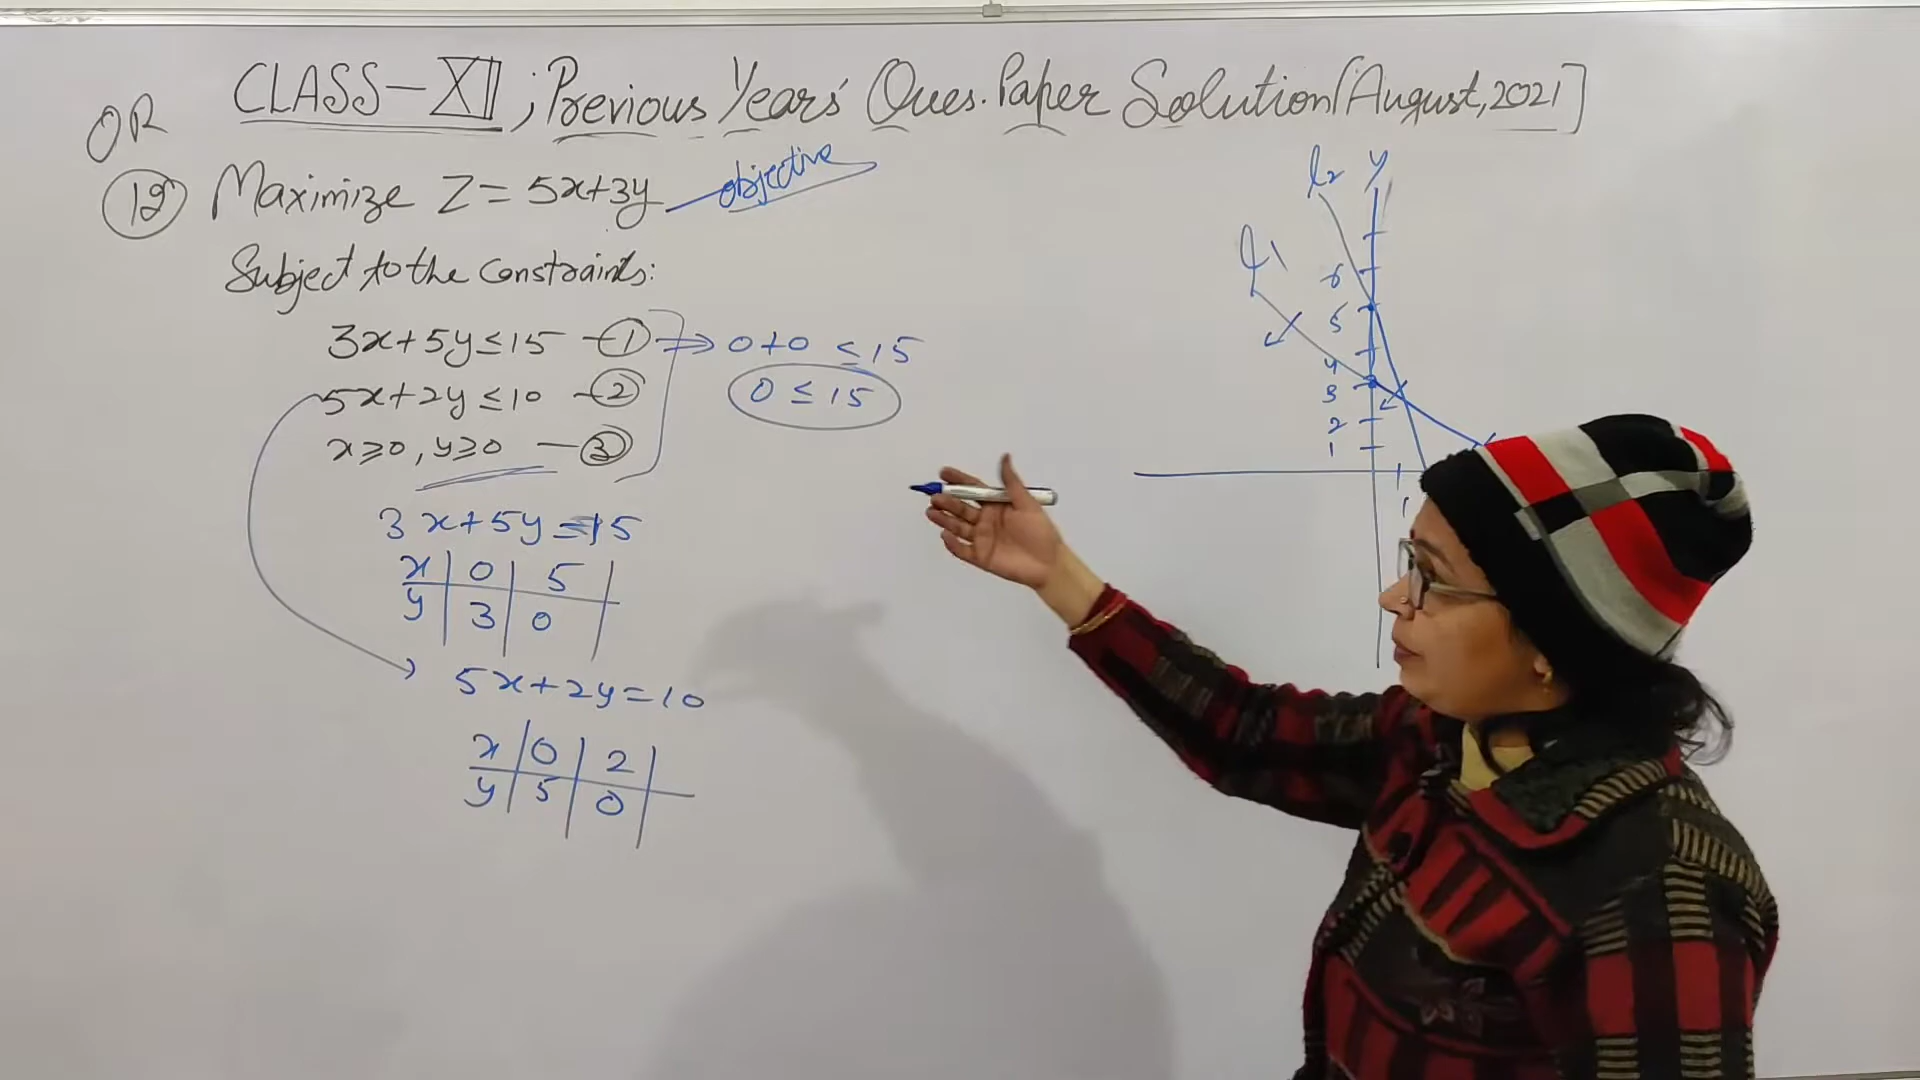 CLASS-XII; Previous Years' Ques. Paper Solution [August, 2021]
OR
12 Maximize Z = 5x+3y objective
Subject to the Constraints:
3x+5y≤15 - 1 ⇒ 0+0 ≤ 15
5x+2y≤10 - 2 0 ≤ 15
x≥0, y≥0 - 3
3x+5y=15
x | 0 | 5
y | 3 | 0
5x+2y=10
x | 0 | 2
y | 5 | 0
l2 y
l1
6
5
4
3
2
1
1